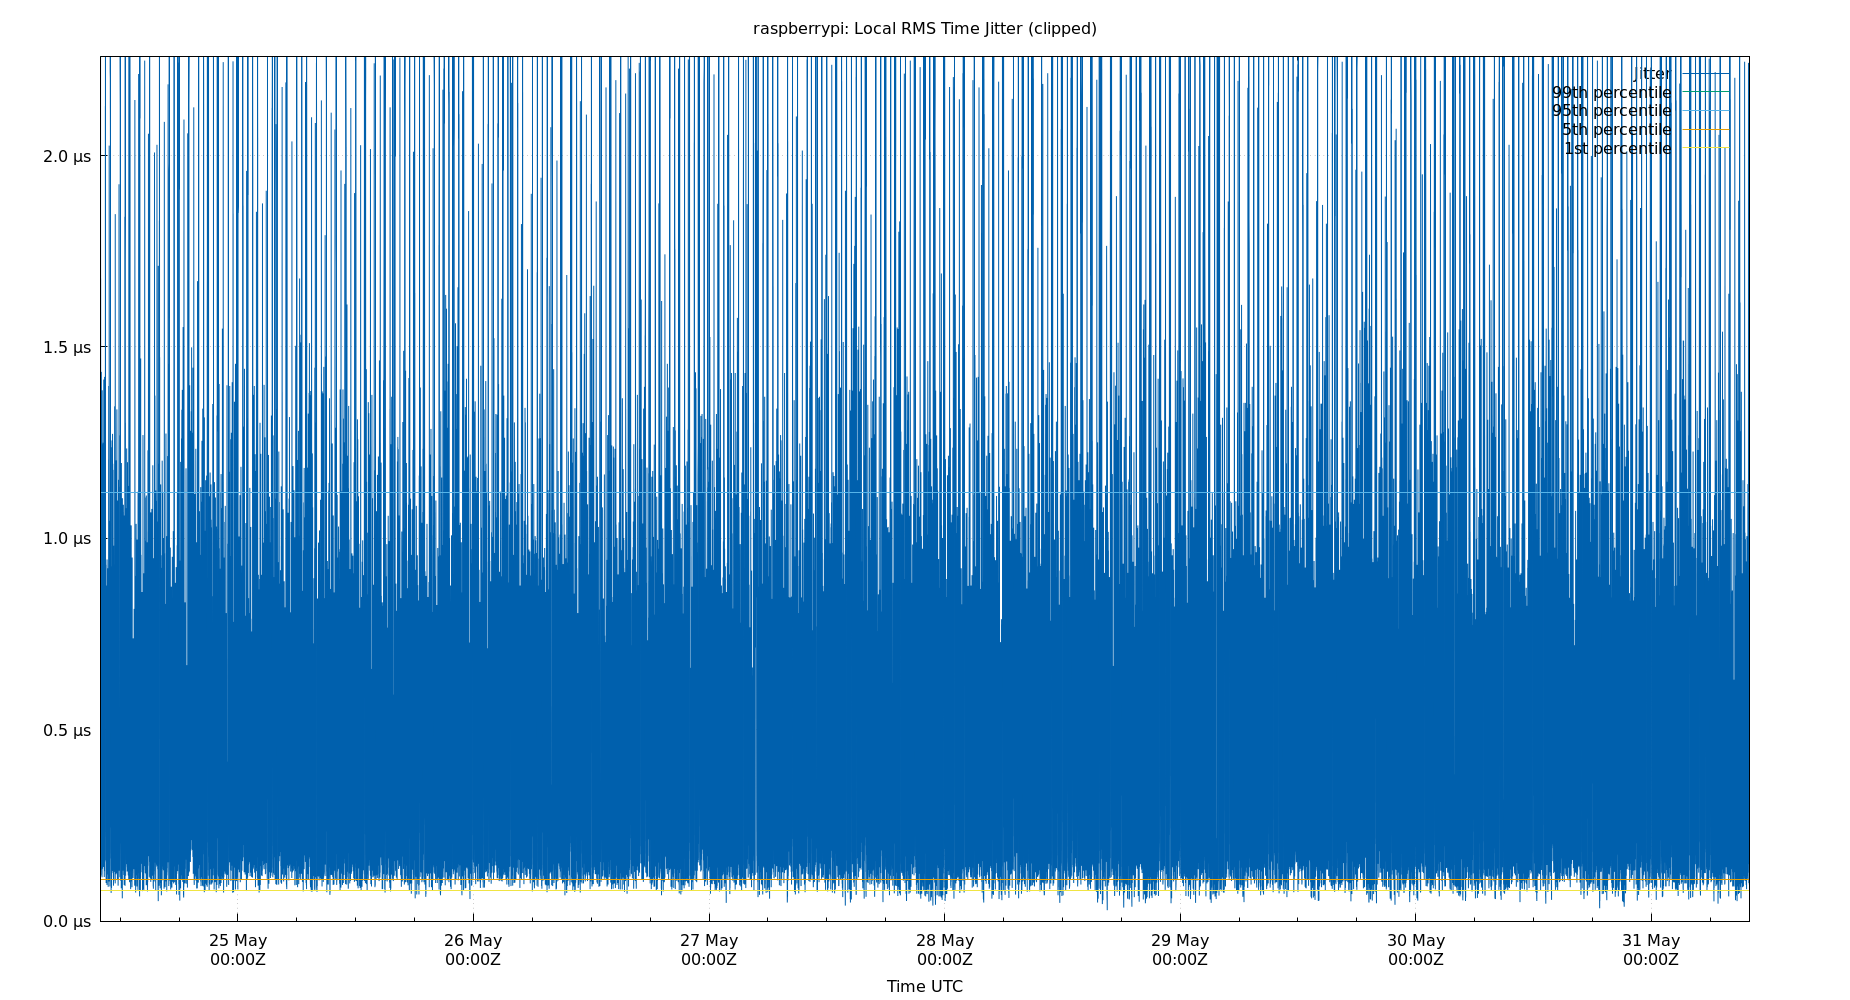 raspberrypi: Local RMS Time Jitter (clipped)
Jitter
99th percentile
95th percentile
5th percentile
1st percentile
2.0 µs
1.5 µs
1.0 µs
0.5 µs
0.0 µs
25 May 26 May 27 May 28 May 29 May 30 May 31 May
00:00Z 00:00Z 00:00Z 00:00Z 00:00Z 00:00Z 00:00Z
Time UTC